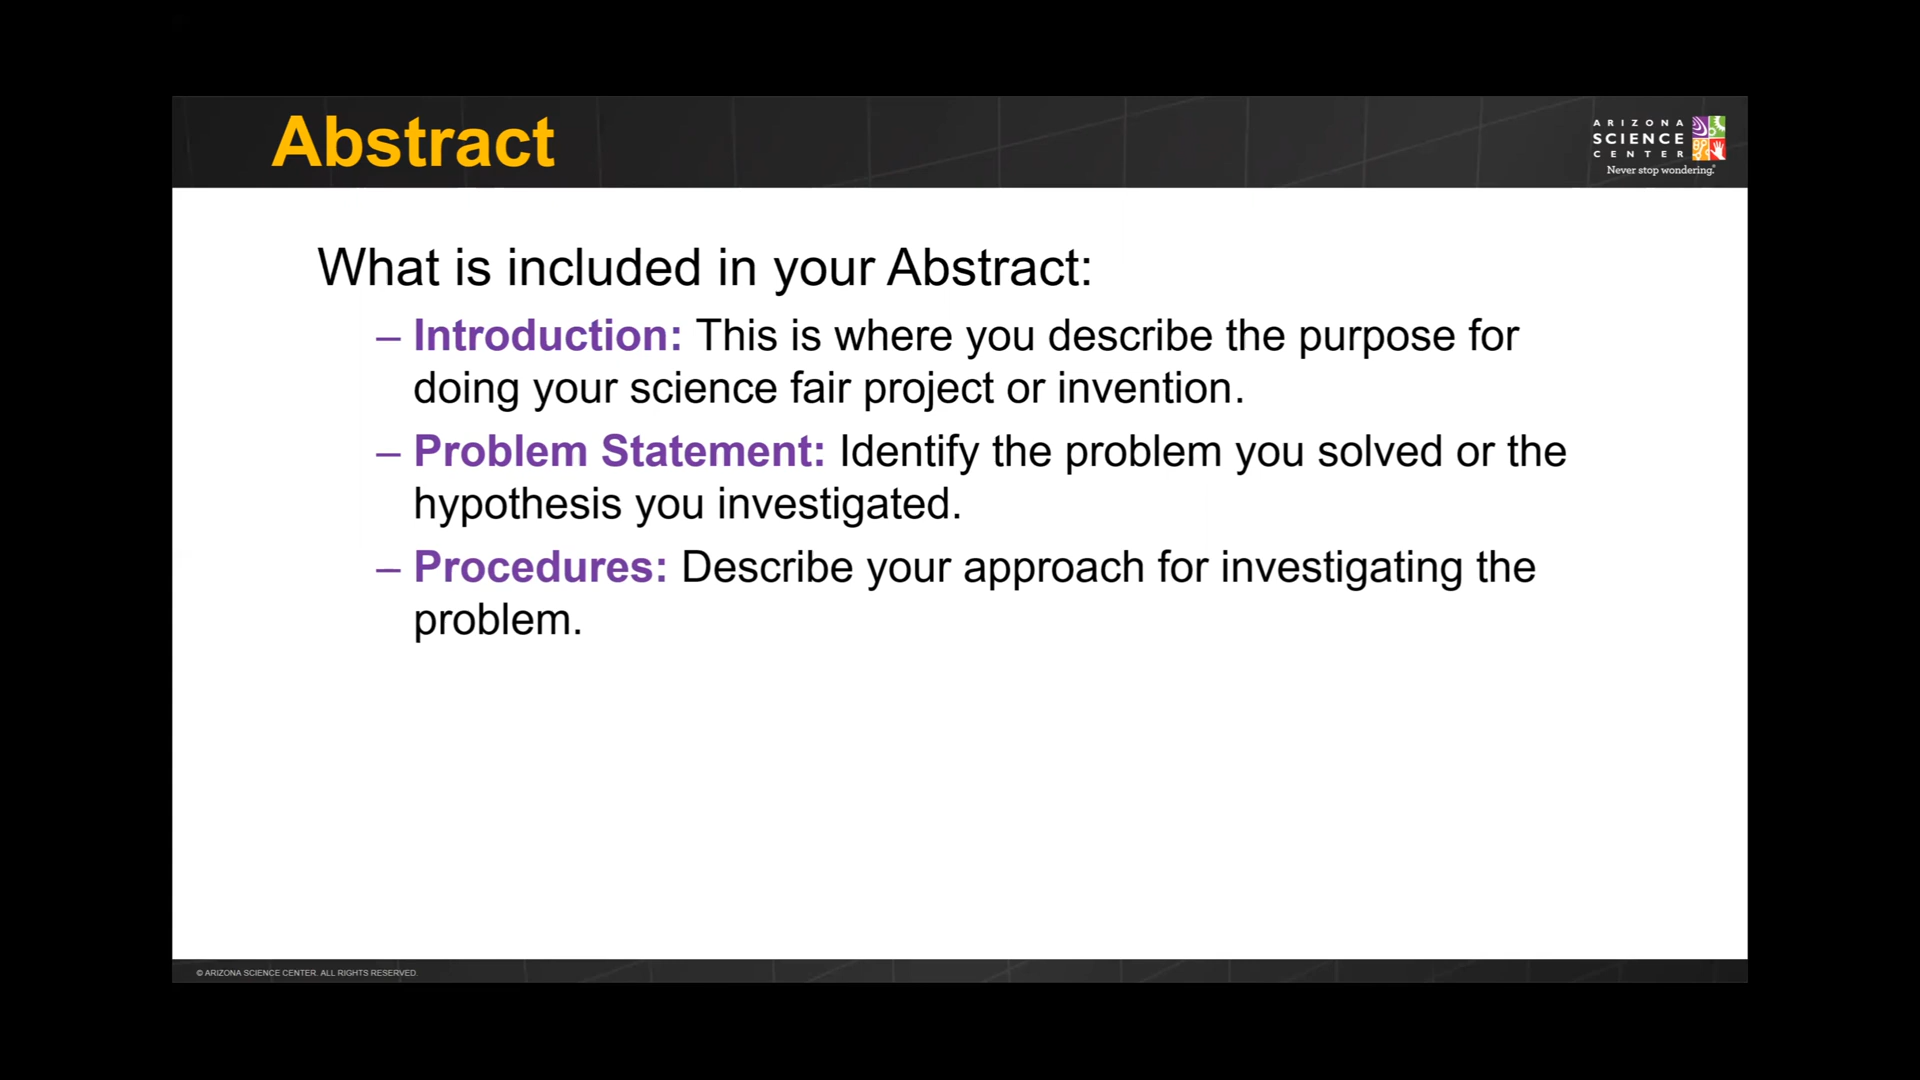 Abstract
ARIZONA
SCIENCE
CENTER
Never stop wondering.®
What is included in your Abstract:
– Introduction: This is where you describe the purpose for
doing your science fair project or invention.
– Problem Statement: Identify the problem you solved or the
hypothesis you investigated.
– Procedures: Describe your approach for investigating the
problem.
© ARIZONA SCIENCE CENTER. ALL RIGHTS RESERVED.